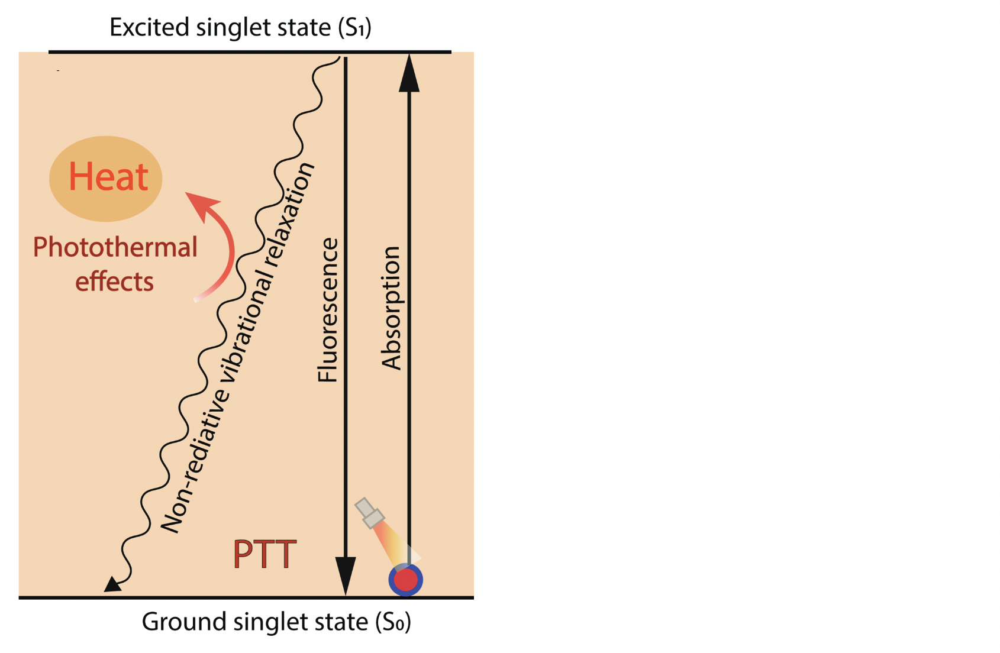 Excited singlet state (S₁)
Heat
Photothermal
effects
Non-rediative vibrational relaxation
Fluorescence
Absorption
PTT
Ground singlet state (S₀)